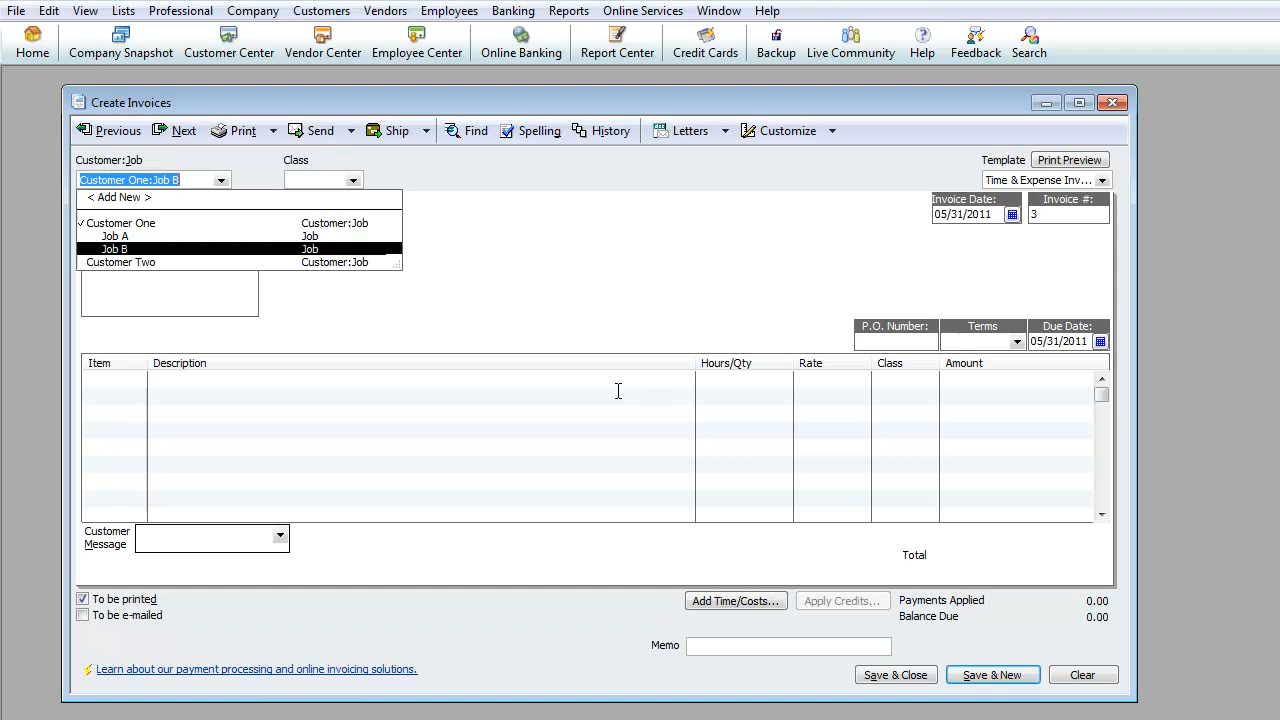 File Edit View Lists Professional Company Customers Vendors Employees Banking Reports Online Services Window Help
Home Company Snapshot Customer Center Vendor Center Employee Center Online Banking Report Center Credit Cards Backup Live Community Help Feedback Search
Create Invoices
Previous Next Print Send Ship Find Spelling History Letters Customize
Customer:Job Class Template Print Preview
Customer One:Job B Time & Expense Inv...
< Add New > Invoice Date: Invoice #:
05/31/2011 3
Customer One Customer:Job
Job A Job
Job B Job
Customer Two Customer:Job
P.O. Number: Terms Due Date:
05/31/2011
Item Description Hours/Qty Rate Class Amount
Customer
Message
Total
To be printed Add Time/Costs... Apply Credits... Payments Applied 0.00
To be e-mailed Balance Due 0.00
Memo
Learn about our payment processing and online invoicing solutions. Save & Close Save & New Clear